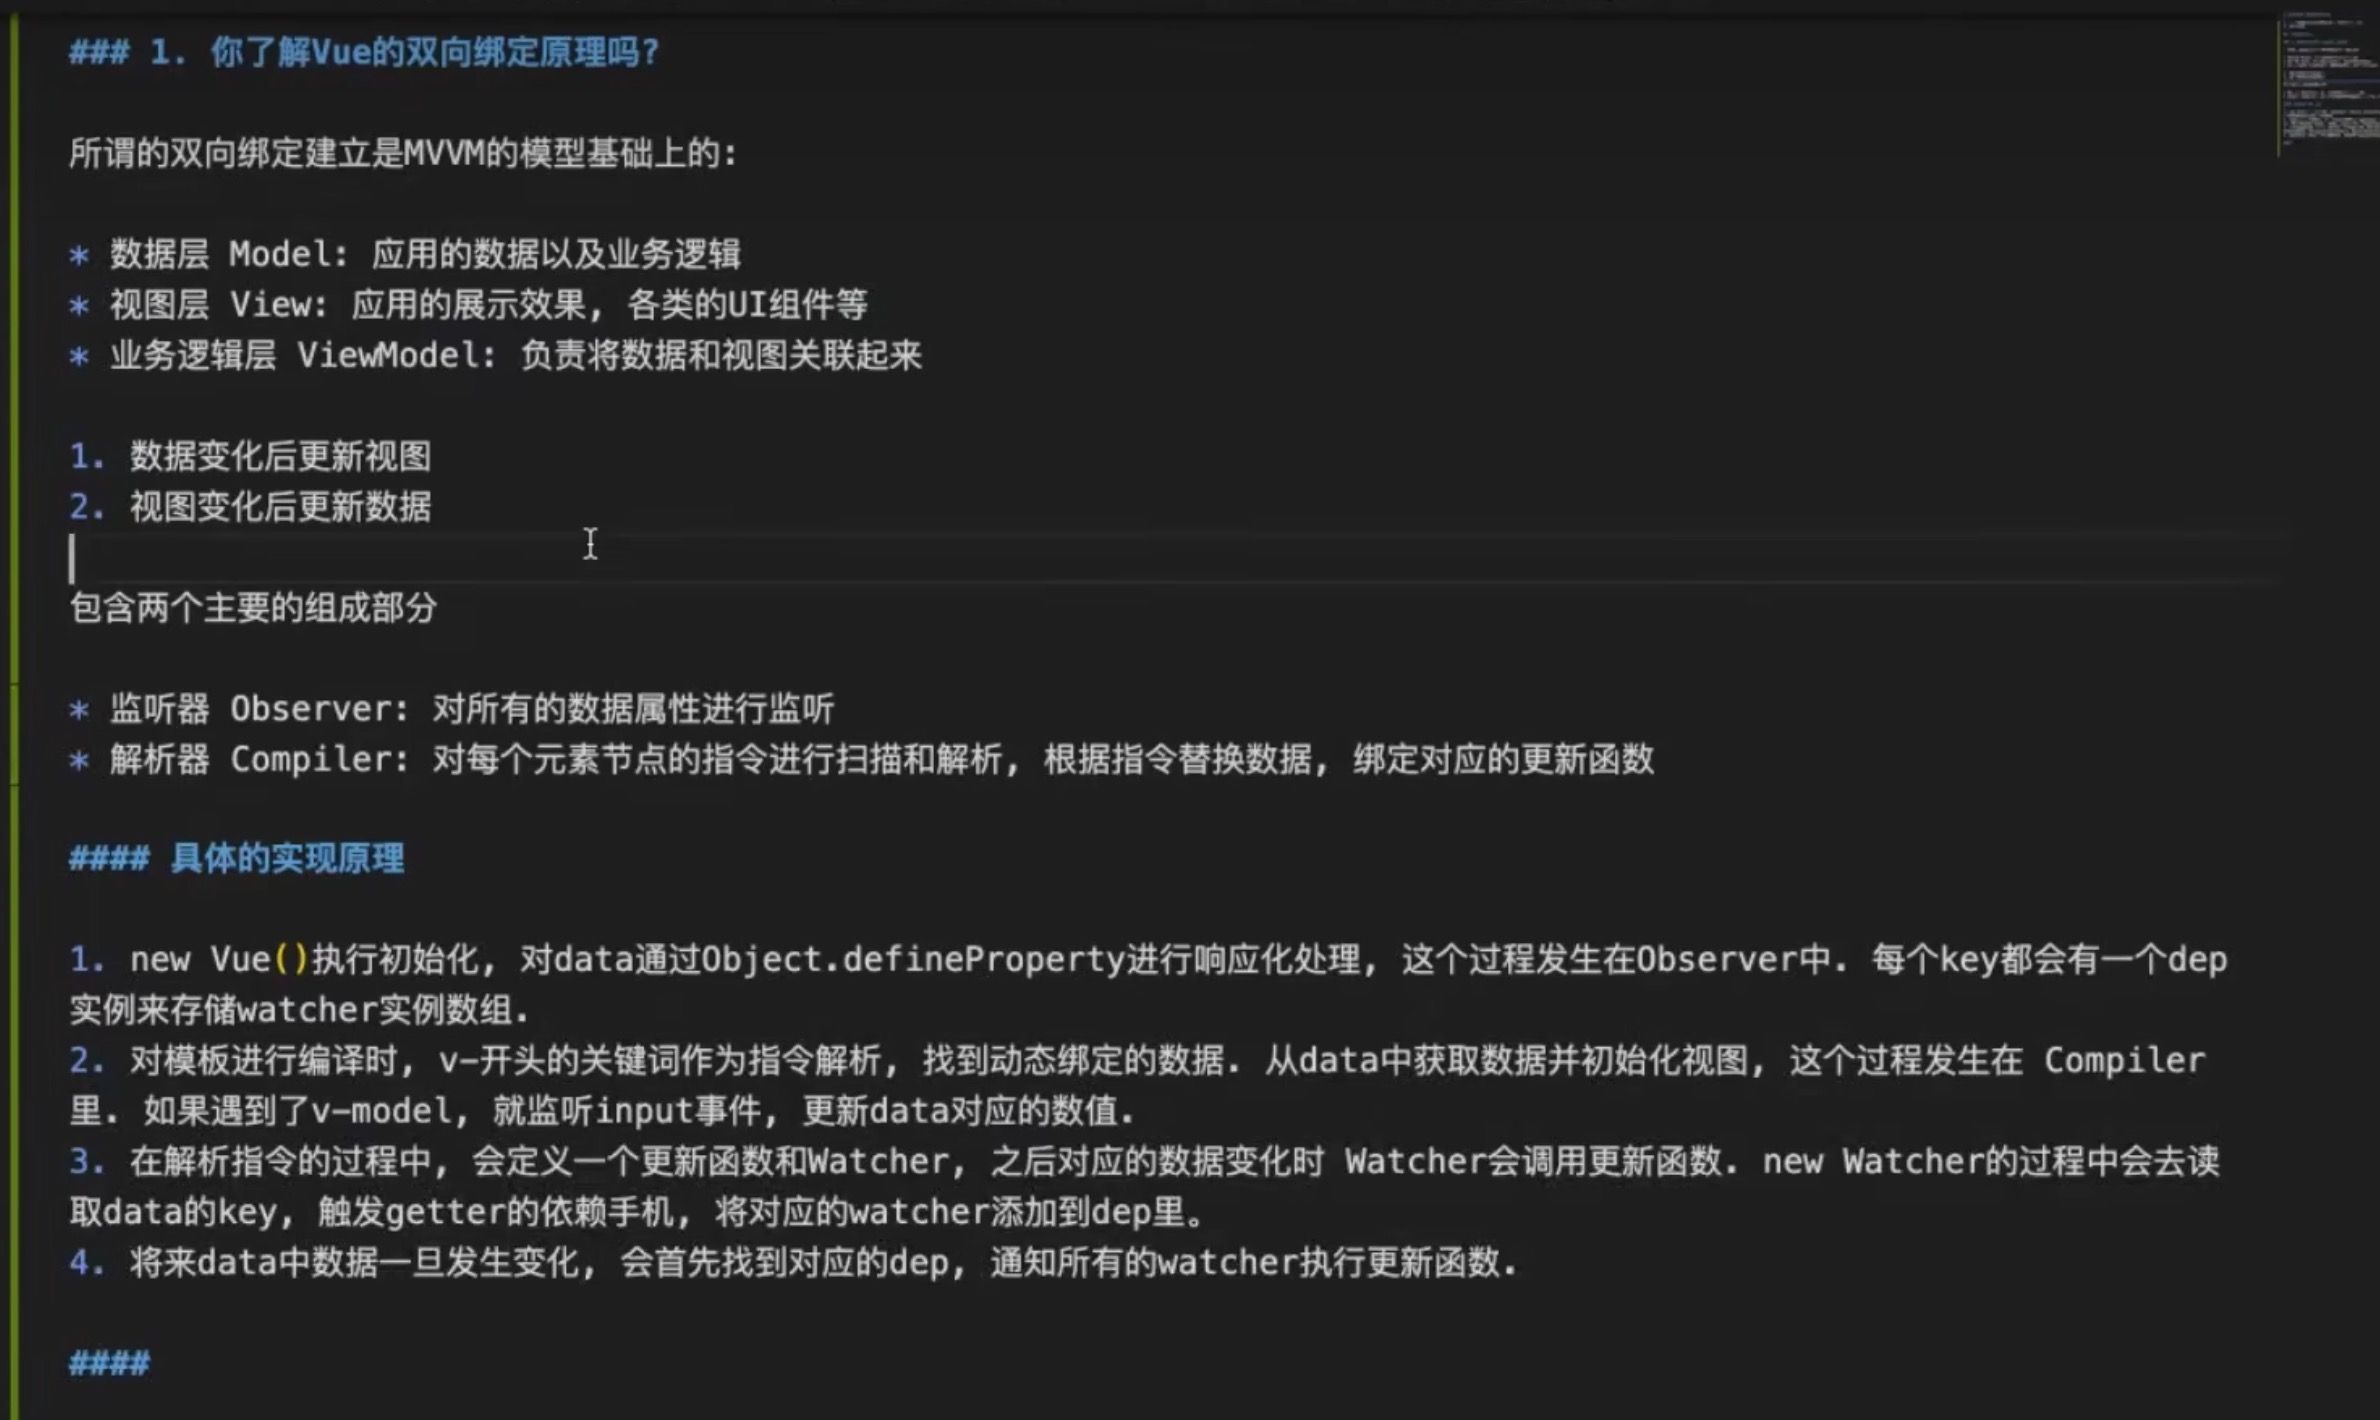 ### 1. 你了解Vue的双向绑定原理吗?
所谓的双向绑定建立是MVVM的模型基础上的:
* 数据层 Model: 应用的数据以及业务逻辑
* 视图层 View: 应用的展示效果, 各类的UI组件等
* 业务逻辑层 ViewModel: 负责将数据和视图关联起来
1. 数据变化后更新视图
2. 视图变化后更新数据
包含两个主要的组成部分
* 监听器 Observer: 对所有的数据属性进行监听
* 解析器 Compiler: 对每个元素节点的指令进行扫描和解析, 根据指令替换数据, 绑定对应的更新函数
#### 具体的实现原理
1. new Vue()执行初始化, 对data通过Object.defineProperty进行响应化处理, 这个过程发生在Observer中. 每个key都会有一个dep
实例来存储watcher实例数组.
2. 对模板进行编译时, v-开头的关键词作为指令解析, 找到动态绑定的数据. 从data中获取数据并初始化视图, 这个过程发生在 Compiler
里. 如果遇到了v-model, 就监听input事件, 更新data对应的数值.
3. 在解析指令的过程中, 会定义一个更新函数和Watcher, 之后对应的数据变化时 Watcher会调用更新函数. new Watcher的过程中会去读
取data的key, 触发getter的依赖手机, 将对应的watcher添加到dep里。
4. 将来data中数据一旦发生变化, 会首先找到对应的dep, 通知所有的watcher执行更新函数.
####